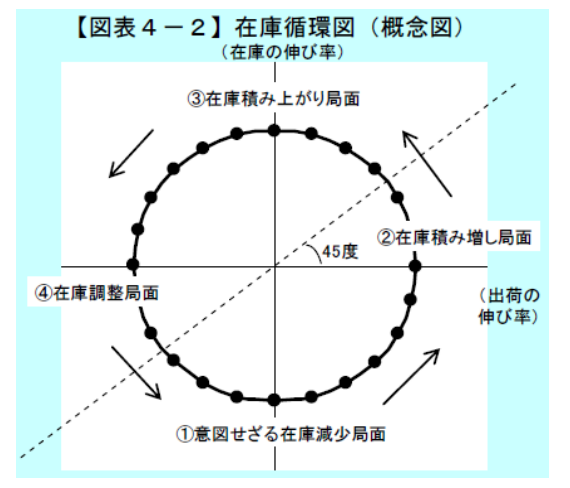 【図表４－２】在庫循環図（概念図）
（在庫の伸び率）
③在庫積み上がり局面
②在庫積み増し局面
45度
④在庫調整局面
（出荷の
伸び率）
①意図せざる在庫減少局面